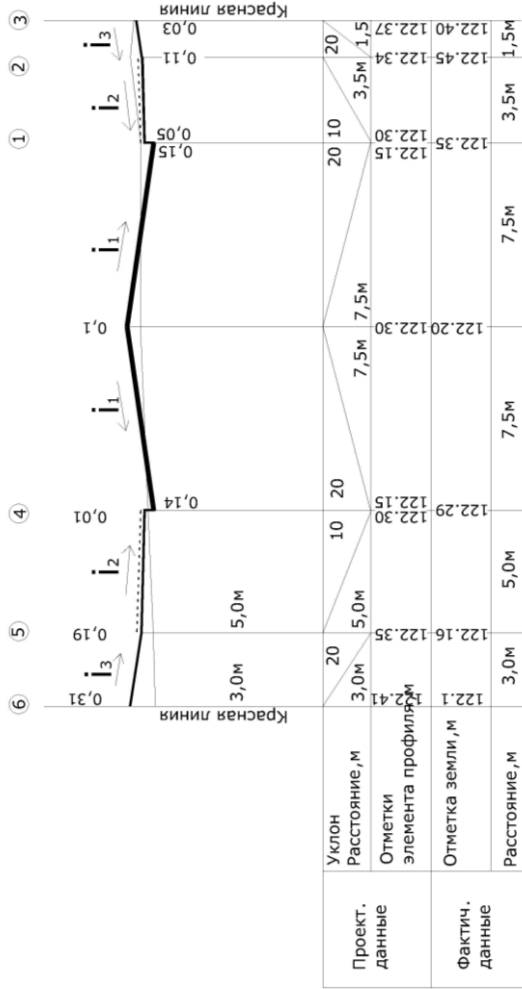 6 5 4 1 2 3
0,31 0,19 0,01 0,14 0,1 0,15 0,05 0,11 0,03
i3 i2 i1 i1 i2 i3
Красная линия
Красная линия
3,0м 5,0м
Проект. данные
Уклон 20 10 20 20 10 20
Расстояние,м 3,0м 5,0м 7,5м 7,5м 3,5м 1,5
Отметки элемента профиля,м 122.41 122.35 122.30 122.15 122.30 122.15 122.30 122.34 122.37
Фактич. данные
Отметка земли,м 122.1 122.16 122.29 122.20 122.35 122.45 122.40
Расстояние,м 3,0м 5,0м 7,5м 7,5м 3,5м 1,5м